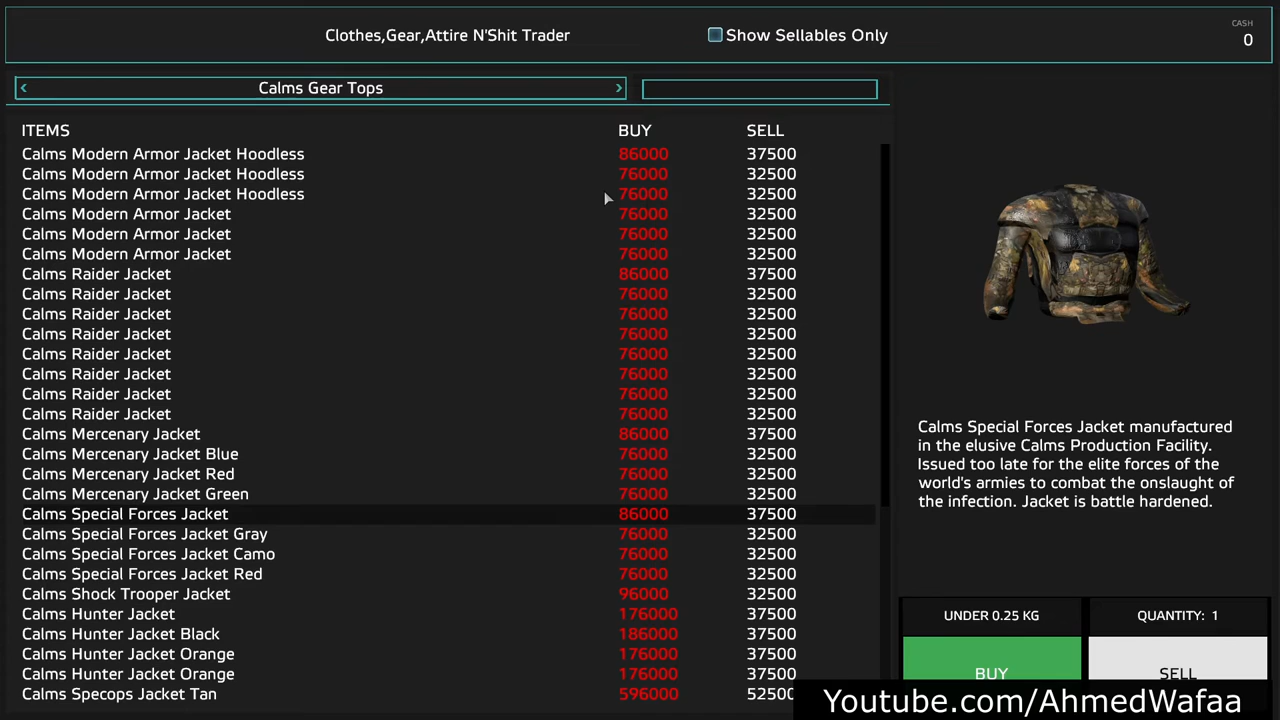 Clothes,Gear,Attire N'Shit Trader
Show Sellables Only
CASH
0
< Calms Gear Tops >
ITEMS BUY SELL
Calms Modern Armor Jacket Hoodless 86000 37500
Calms Modern Armor Jacket Hoodless 76000 32500
Calms Modern Armor Jacket Hoodless 76000 32500
Calms Modern Armor Jacket 76000 32500
Calms Modern Armor Jacket 76000 32500
Calms Modern Armor Jacket 76000 32500
Calms Raider Jacket 86000 37500
Calms Raider Jacket 76000 32500
Calms Raider Jacket 76000 32500
Calms Raider Jacket 76000 32500
Calms Raider Jacket 76000 32500
Calms Raider Jacket 76000 32500
Calms Raider Jacket 76000 32500
Calms Raider Jacket 76000 32500
Calms Mercenary Jacket 86000 37500
Calms Mercenary Jacket Blue 76000 32500
Calms Mercenary Jacket Red 76000 32500
Calms Mercenary Jacket Green 76000 32500
Calms Special Forces Jacket 86000 37500
Calms Special Forces Jacket Gray 76000 32500
Calms Special Forces Jacket Camo 76000 32500
Calms Special Forces Jacket Red 76000 32500
Calms Shock Trooper Jacket 96000 32500
Calms Hunter Jacket 176000 37500
Calms Hunter Jacket Black 186000 37500
Calms Hunter Jacket Orange 176000 37500
Calms Hunter Jacket Orange 176000 37500
Calms Specops Jacket Tan 596000 52500
Calms Special Forces Jacket manufactured
in the elusive Calms Production Facility.
Issued too late for the elite forces of the
world's armies to combat the onslaught of
the infection. Jacket is battle hardened.
UNDER 0.25 KG
QUANTITY: 1
BUY
SELL
Youtube.com/AhmedWafaa